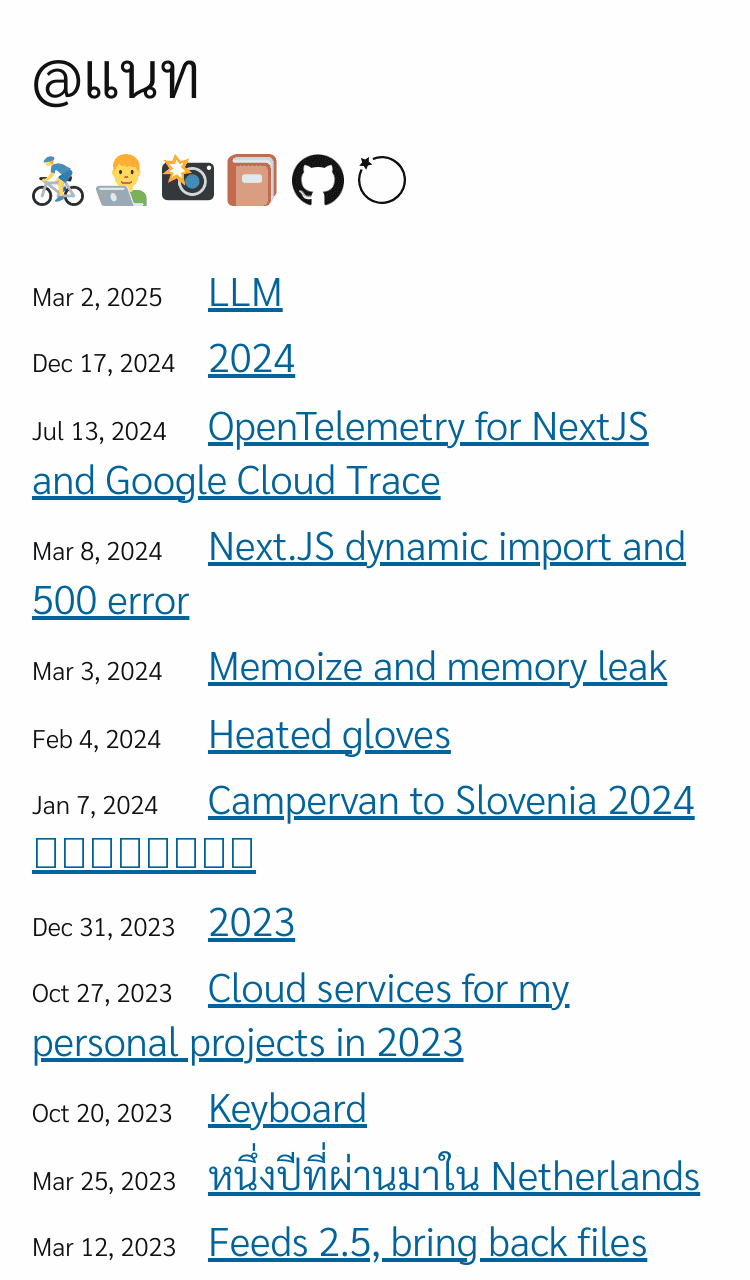 @แนท
Mar 2, 2025 LLM
Dec 17, 2024 2024
Jul 13, 2024 OpenTelemetry for NextJS
and Google Cloud Trace
Mar 8, 2024 Next.JS dynamic import and
500 error
Mar 3, 2024 Memoize and memory leak
Feb 4, 2024 Heated gloves
Jan 7, 2024 Campervan to Slovenia 2024
Dec 31, 2023 2023
Oct 27, 2023 Cloud services for my
personal projects in 2023
Oct 20, 2023 Keyboard
Mar 25, 2023 หนึ่งปีที่ผ่านมาใน Netherlands
Mar 12, 2023 Feeds 2.5, bring back files